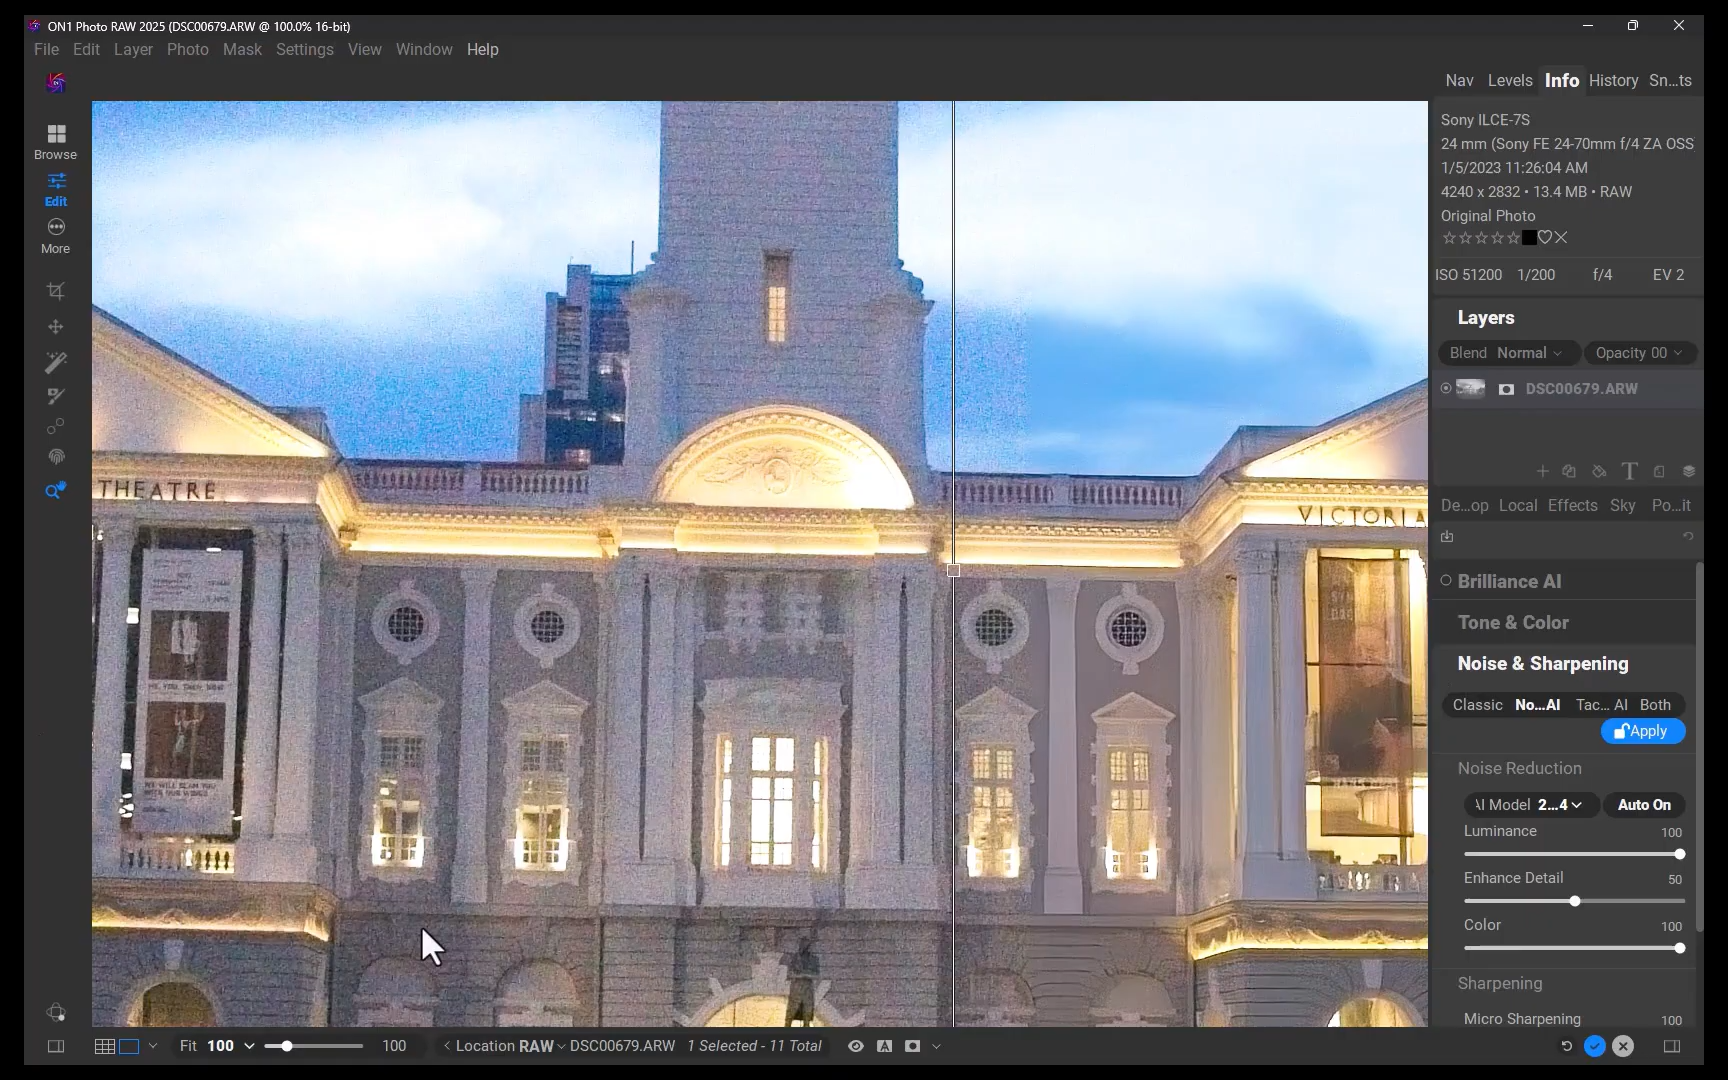 ON1 Photo RAW 2025 (DSC00679.ARW @ 100.0% 16-bit)
File Edit Layer Photo Mask Settings View Window Help
Nav Levels Info History Sn...ts
Browse
Edit
More
Sony ILCE-7S
24 mm (Sony FE 24-70mm f/4 ZA OSS
1/5/2023 11:26:04 AM
4240 x 2832 • 13.4 MB • RAW
Original Photo
ISO 51200 1/200 f/4 EV 2
Layers
Blend Normal Opacity 00
DSC00679.ARW
De...op Local Effects Sky Po...it
THEATRE
VICTORIA
Brilliance AI
Tone & Color
Noise & Sharpening
Classic No...AI Tac... AI Both
Apply
Noise Reduction
AI Model 2...4 Auto On
Luminance 100
Enhance Detail 50
Color 100
Sharpening
Micro Sharpening 100
Fit 100 100 < Location RAW DSC00679.ARW 1 Selected - 11 Total